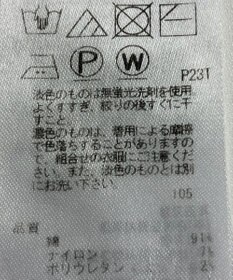 P W
P231
淡色のものは無蛍光洗剤を使用
よくすすぎ、絞りの後すぐに干
すこと。
濃色のものは、着用による摩擦
で色落ちすることがありますの
で、組合せの衣服にご注意くだ
さい。また、淡色のものとは別
にお洗い下さい。
105
品質
綿 91%
ナイロン 7%
ポリウレタン 2%